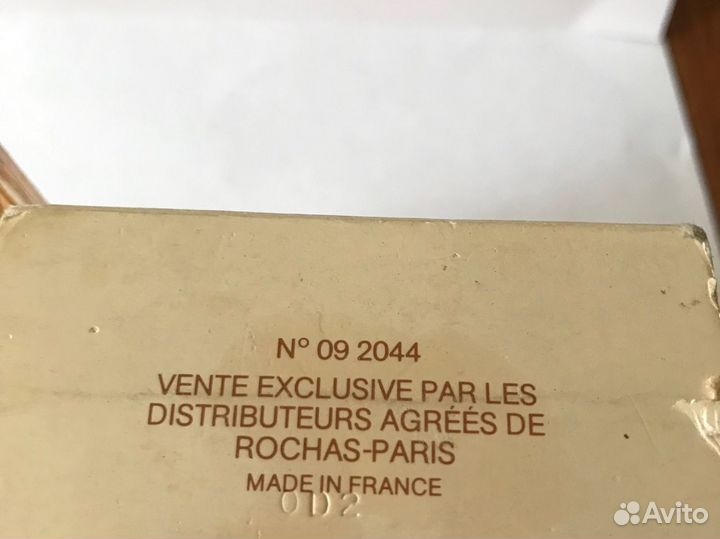 N° 09 2044
VENTE EXCLUSIVE PAR LES
DISTRIBUTEURS AGRÉÉS DE
ROCHAS-PARIS
MADE IN FRANCE
0D2
Avito